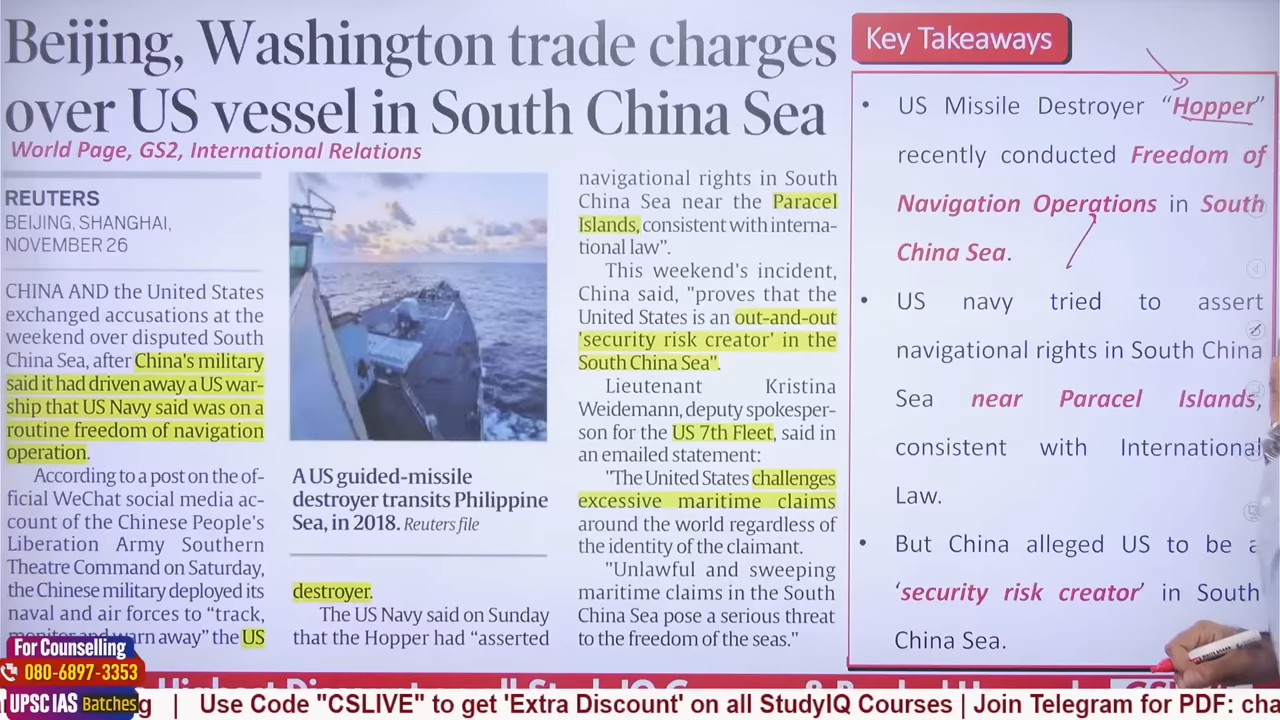 Beijing, Washington trade charges
over US vessel in South China Sea
World Page, GS2, International Relations
REUTERS
BEIJING, SHANGHAI,
NOVEMBER 26
CHINA AND the United States
exchanged accusations at the
weekend over disputed South
China Sea, after China's military
said it had driven away a US war-
ship that US Navy said was on a
routine freedom of navigation
operation.
According to a post on the of-
ficial WeChat social media ac-
count of the Chinese People's
Liberation Army Southern
Theatre Command on Saturday,
the Chinese military deployed its
naval and air forces to "track,
monitor and warn away" the US
A US guided-missile
destroyer transits Philippine
Sea, in 2018. Reuters file
destroyer.
The US Navy said on Sunday
that the Hopper had "asserted
navigational rights in South
China Sea near the Paracel
Islands, consistent with interna-
tional law".
This weekend's incident,
China said, "proves that the
United States is an out-and-out
'security risk creator' in the
South China Sea".
Lieutenant Kristina
Weidemann, deputy spokesper-
son for the US 7th Fleet, said in
an emailed statement:
"The United States challenges
excessive maritime claims
around the world regardless of
the identity of the claimant.
"Unlawful and sweeping
maritime claims in the South
China Sea pose a serious threat
to the freedom of the seas."
Key Takeaways
• US Missile Destroyer "Hopper"
recently conducted Freedom of
Navigation Operations in South
China Sea.
• US navy tried to assert
navigational rights in South China
Sea near Paracel Islands,
consistent with International
Law.
• But China alleged US to be a
'security risk creator' in South
China Sea.
For Counselling
080-6897-3353
UPSC IAS Batches
g | Use Code "CSLIVE" to get 'Extra Discount' on all StudyIQ Courses | Join Telegram for PDF: cha